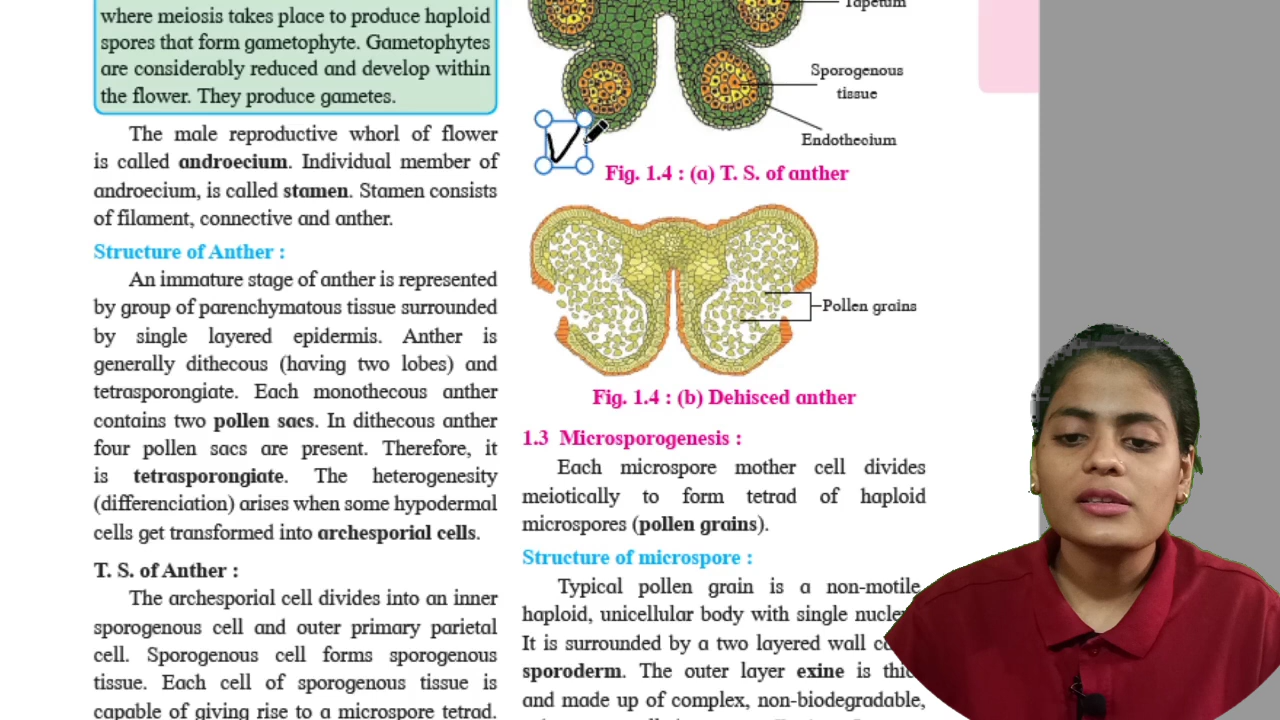 where meiosis takes place to produce haploid
spores that form gametophyte. Gametophytes
are considerably reduced and develop within
the flower. They produce gametes.
The male reproductive whorl of flower
is called androecium. Individual member of
androecium, is called stamen. Stamen consists
of filament, connective and anther.
Structure of Anther :
An immature stage of anther is represented
by group of parenchymatous tissue surrounded
by single layered epidermis. Anther is
generally dithecous (having two lobes) and
tetrasporongiate. Each monothecous anther
contains two pollen sacs. In dithecous anther
four pollen sacs are present. Therefore, it
is tetrasporongiate. The heterogenesity
(differenciation) arises when some hypodermal
cells get transformed into archesporial cells.
T. S. of Anther :
The archesporial cell divides into an inner
sporogenous cell and outer primary parietal
cell. Sporogenous cell forms sporogenous
tissue. Each cell of sporogenous tissue is
capable of giving rise to a microspore tetrad.
Tapetum
Sporogenous
tissue
Endothecium
Fig. 1.4 : (a) T. S. of anther
Pollen grains
Fig. 1.4 : (b) Dehisced anther
1.3 Microsporogenesis :
Each microspore mother cell divides
meiotically to form tetrad of haploid
microspores (pollen grains).
Structure of microspore :
Typical pollen grain is a non-motile,
haploid, unicellular body with single
It is surrounded by a two layered wall
sporoderm. The outer layer exine is
and made up of complex, non-biodegradable,